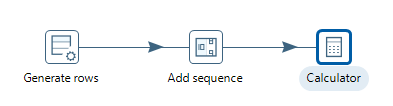 Generate rows
Add sequence
Calculator